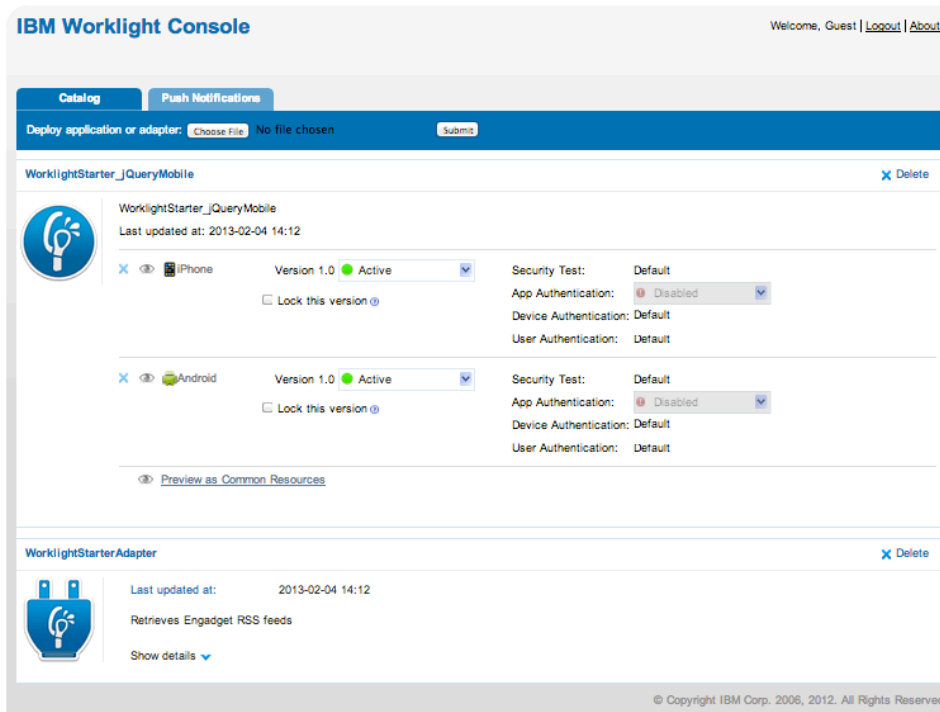 IBM Worklight Console
Welcome, Guest | Logout | About
Catalog
Push Notifications
Deploy application or adapter: Choose File No file chosen Submit
WorklightStarter_jQueryMobile
Delete
WorklightStarter_jQueryMobile
Last updated at: 2013-02-04 14:12
iPhone
Version 1.0 Active
Lock this version
Security Test: Default
App Authentication: Disabled
Device Authentication: Default
User Authentication: Default
Android
Version 1.0 Active
Lock this version
Security Test: Default
App Authentication: Disabled
Device Authentication: Default
User Authentication: Default
Preview as Common Resources
WorklightStarterAdapter
Delete
Last updated at: 2013-02-04 14:12
Retrieves Engadget RSS feeds
Show details
© Copyright IBM Corp. 2006, 2012. All Rights Reserved